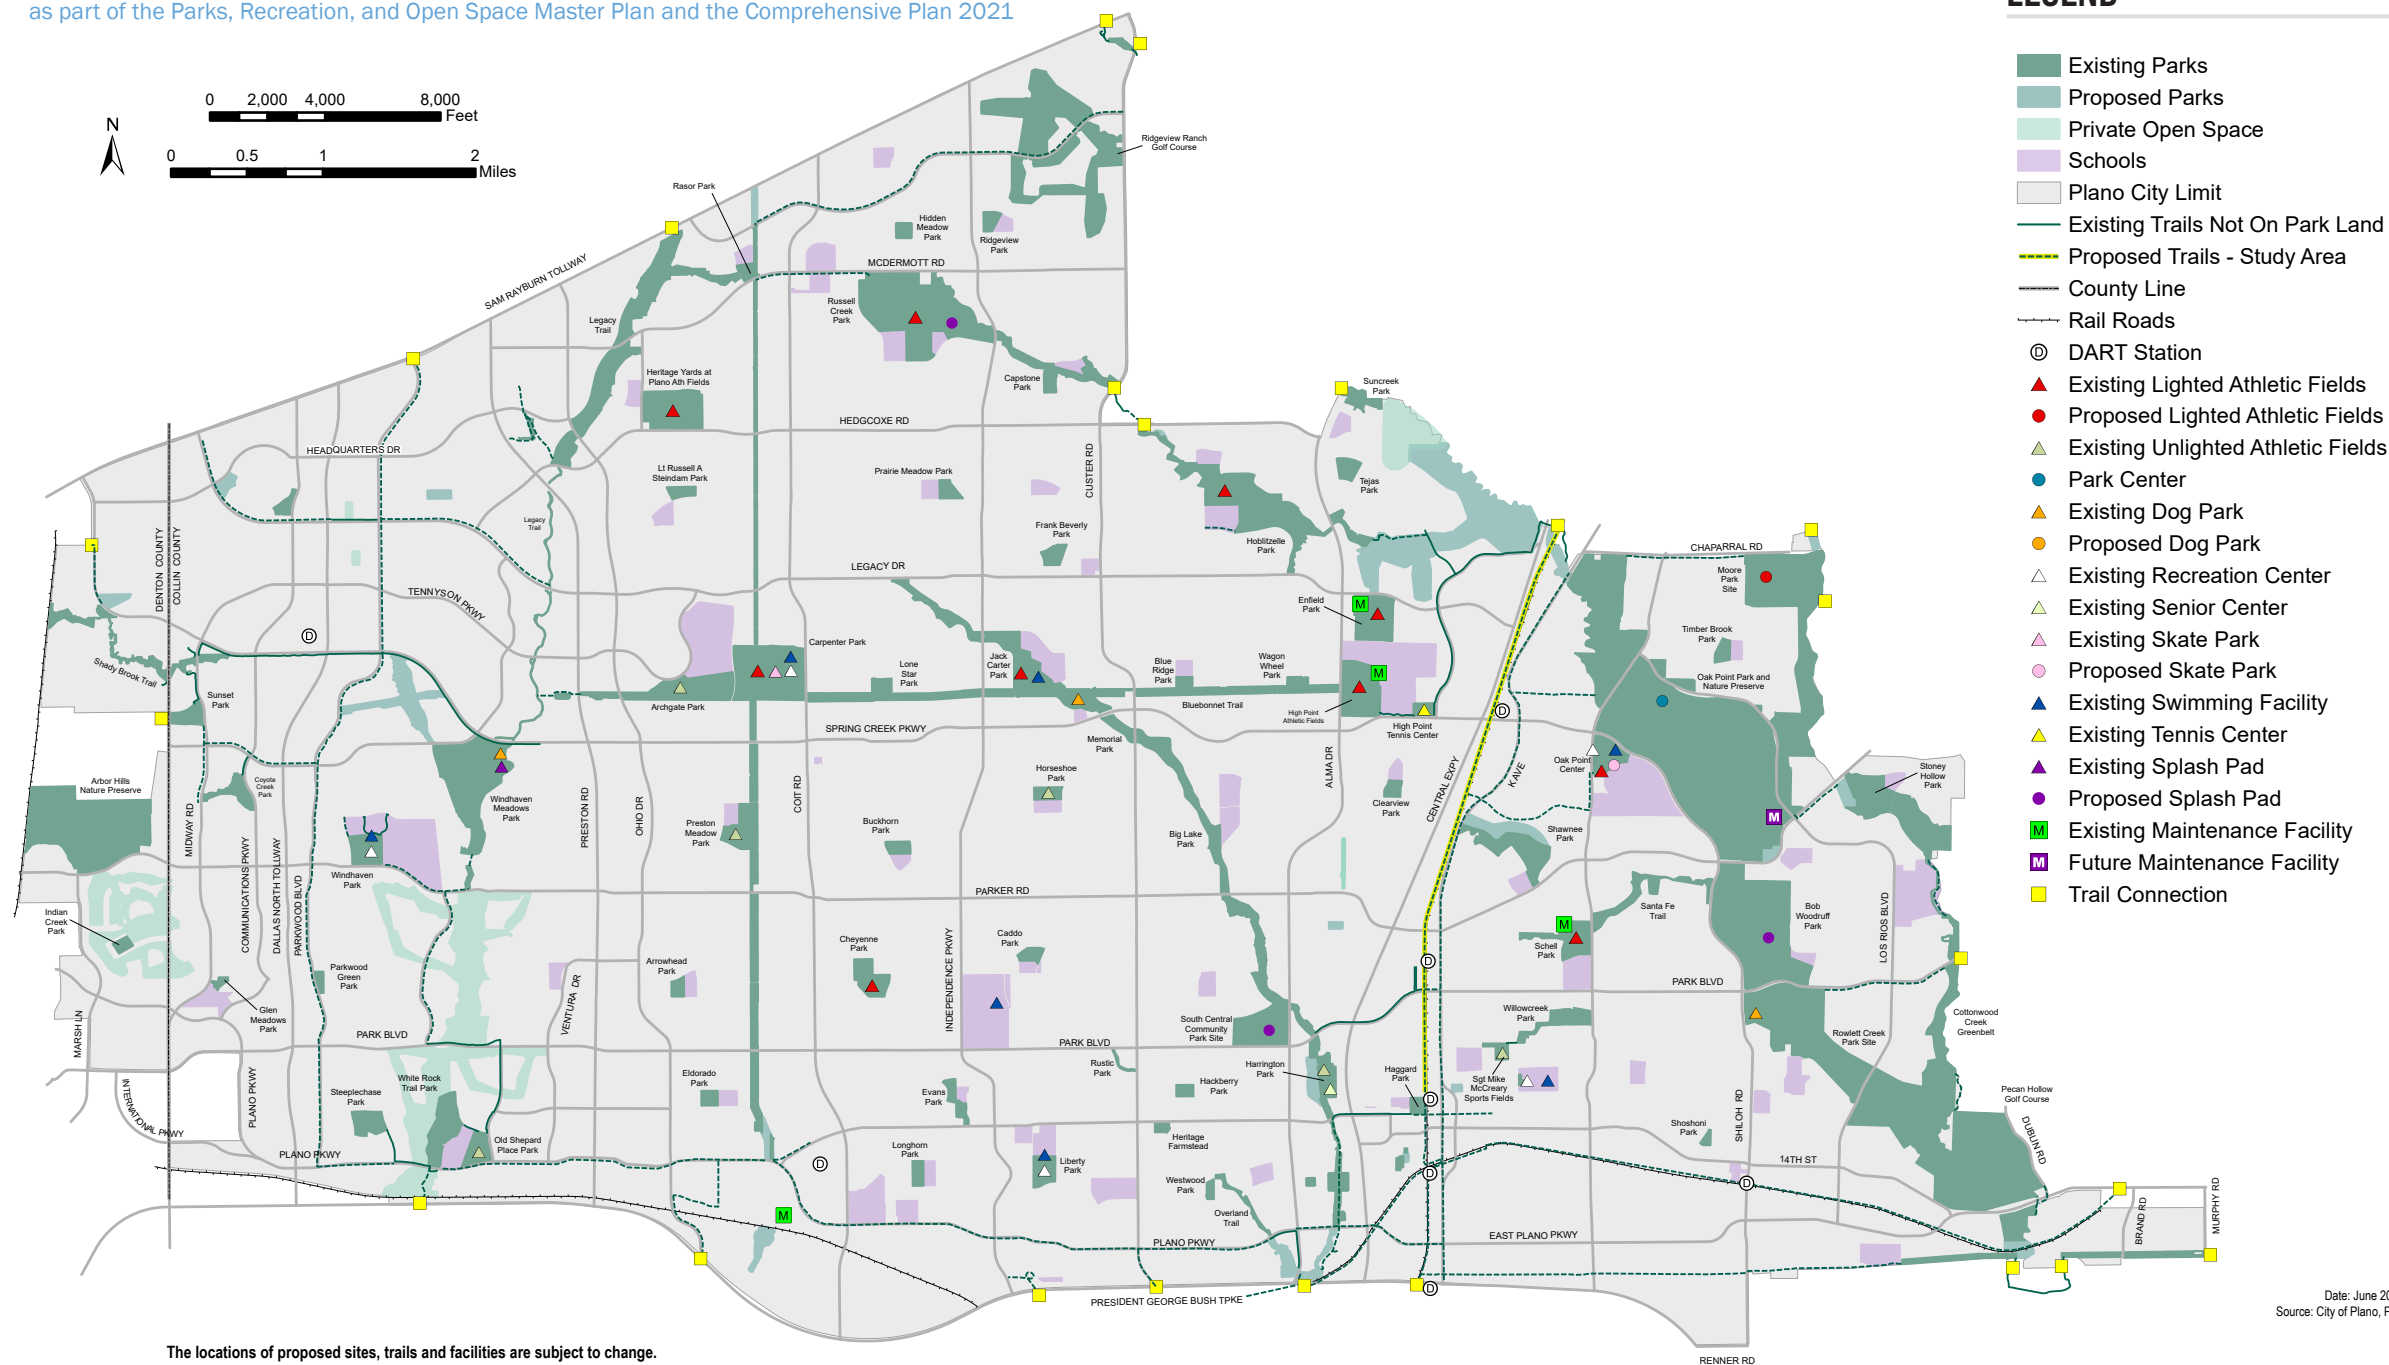 as part of the Parks, Recreation, and Open Space Master Plan and the Comprehensive Plan 2021
LEGEND
Existing Parks
Proposed Parks
Private Open Space
Schools
Plano City Limit
Existing Trails Not On Park Land
Proposed Trails - Study Area
County Line
Rail Roads
D DART Station
Existing Lighted Athletic Fields
Proposed Lighted Athletic Fields
Existing Unlighted Athletic Fields
Park Center
Existing Dog Park
Proposed Dog Park
Existing Recreation Center
Existing Senior Center
Existing Skate Park
Proposed Skate Park
Existing Swimming Facility
Existing Tennis Center
Existing Splash Pad
Proposed Splash Pad
M Existing Maintenance Facility
M Future Maintenance Facility
Trail Connection
0 2,000 4,000 8,000
Feet
N
0 0.5 1 2
Miles
Ridgeview Ranch
Golf Course
Rasor Park
Hidden
Meadow
Park
Ridgeview
Park
MCDERMOTT RD
SAM RAYBURN TOLLWAY
Russell
Creek
Park
Legacy
Trail
Heritage Yards at
Plano Ath Fields
Capstone
Park
Suncreek
Park
HEDGCOXE RD
HEADQUARTERS DR
Lt Russell A
Steindam Park
Prairie Meadow Park
CUSTER RD
Tejas
Park
Legacy
Trail
Frank Beverly
Park
Hoblitzelle
Park
DENTON COUNTY
COLLIN COUNTY
CHAPARRAL RD
Moore
Park
Site
LEGACY DR
TENNYSON PKWY
Enfield
Park
M
D
Timber Brook
Park
Carpenter Park
Jack
Carter
Park
Lone
Star
Park
Blue
Ridge
Park
Wagon
Wheel
Park
M
Shady Brook Trail
Sunset
Park
Oak Point Park and
Nature Preserve
Archgate Park
Bluebonnet Trail
High Point
Athletic Fields
High Point
Tennis Center
D
SPRING CREEK PKWY
Memorial
Park
Arbor Hills
Nature Preserve
Coyote
Creek
Park
Horseshoe
Park
Oak Point
Center
Stoney
Hollow
Park
ALMA DR
CENTRAL EXPY
K AVE
Windhaven
Meadows
Park
PRESTON RD
OHIO DR
COIT RD
Clearview
Park
MIDWAY RD
Preston
Meadow
Park
Buckhorn
Park
Big Lake
Park
Shawnee
Park
M
COMMUNICATIONS PKWY
DALLAS NORTH TOLLWAY
PARKWOOD BLVD
Windhaven
Park
PARKER RD
Indian
Creek
Park
Santa Fe
Trail
Bob
Woodruff
Park
LOS RIOS BLVD
M
Schell
Park
Cheyenne
Park
Caddo
Park
INDEPENDENCE PKWY
Arrowhead
Park
Parkwood
Green
Park
D
VENTURA DR
PARK BLVD
Glen
Meadows
Park
MARSH LN
Willowcreek
Park
South Central
Community
Park Site
Cottonwood
Creek
Greenbelt
Rowlett Creek
Park Site
PARK BLVD
PARK BLVD
Rustic
Park
Harrington
Park
Haggard
Park
Sgt Mike
McCreary
Sports Fields
Hackberry
Park
Eldorado
Park
White Rock
Trail Park
Steeplechase
Park
Evans
Park
D
Pecan Hollow
Golf Course
PLANO PKWY
INTERNATIONAL PKWY
SHILOH RD
DUBLIN RD
Shoshoni
Park
Heritage
Farmstead
Old Shepard
Place Park
Longhorn
Park
PLANO PKWY
Liberty
Park
D
14TH ST
D
D
Westwood
Park
Overland
Trail
M
PLANO PKWY
EAST PLANO PKWY
BRAND RD
MURPHY RD
D
PRESIDENT GEORGE BUSH TPKE
RENNER RD
Date: June 20
Source: City of Plano, P
The locations of proposed sites, trails and facilities are subject to change.